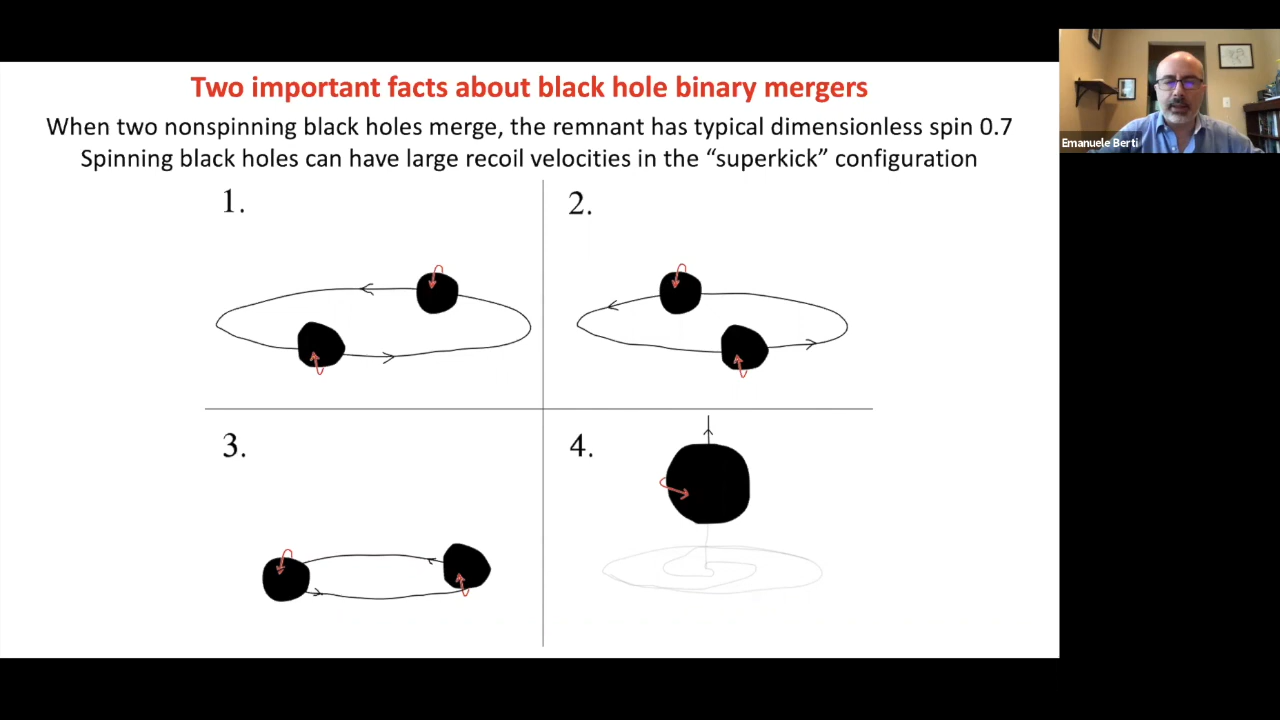 Two important facts about black hole binary mergers
When two nonspinning black holes merge, the remnant has typical dimensionless spin 0.7
Spinning black holes can have large recoil velocities in the “superkick” configuration
1.
2.
3.
4.
Emanuele Berti